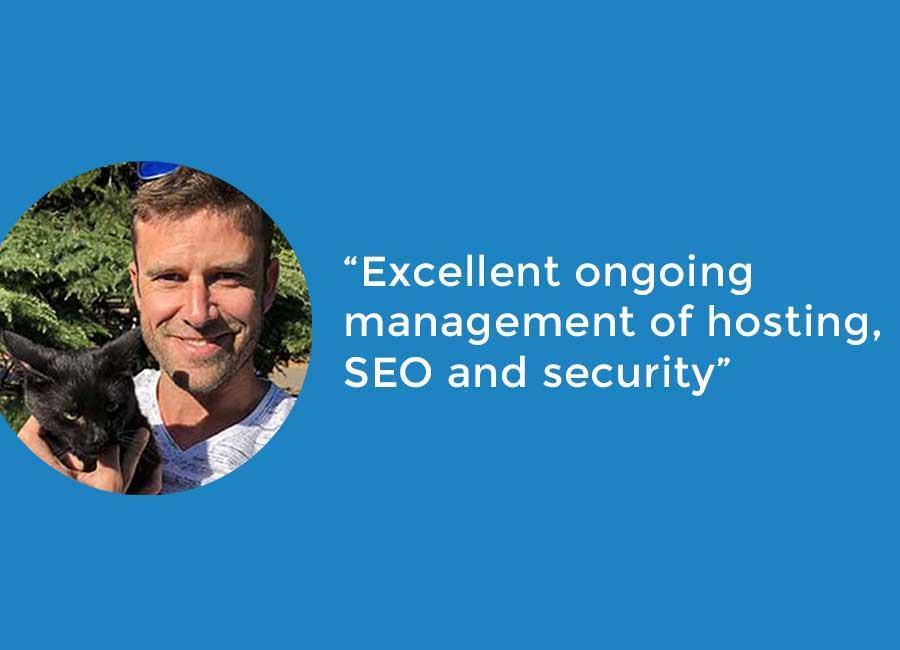 “Excellent ongoing
management of hosting,
SEO and security”